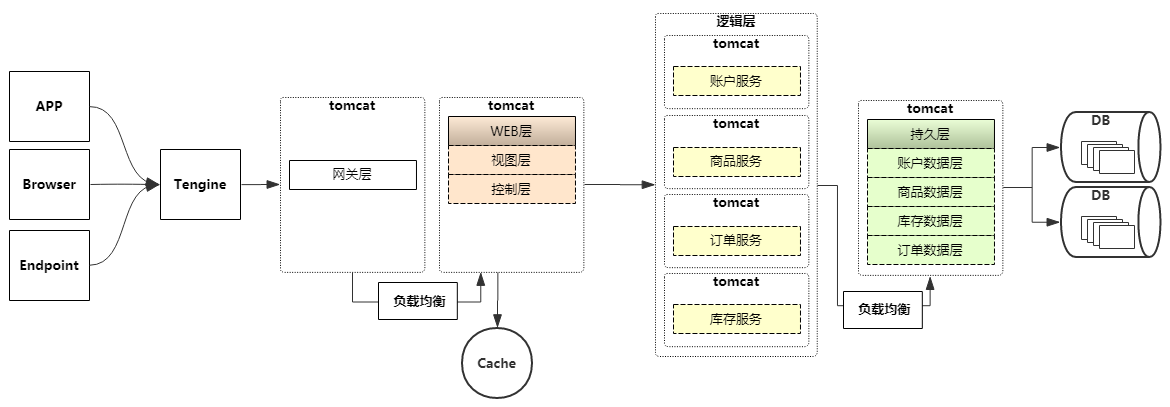 APP
Browser
Endpoint
Tengine
tomcat
网关层
负载均衡
tomcat
WEB层
视图层
控制层
Cache
逻辑层
tomcat
账户服务
tomcat
商品服务
tomcat
订单服务
tomcat
库存服务
负载均衡
tomcat
持久层
账户数据层
商品数据层
库存数据层
订单数据层
DB
DB